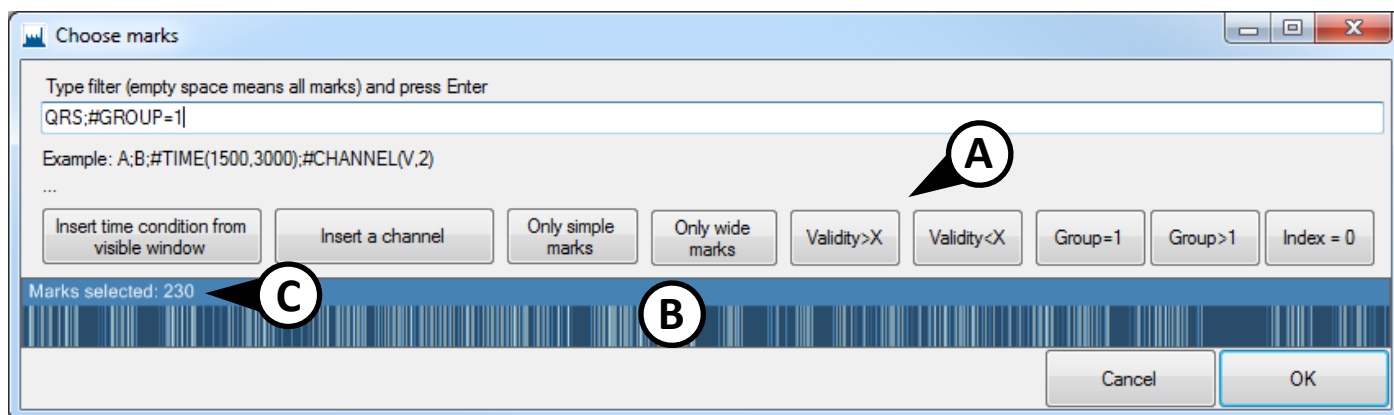 Choose marks
Type filter (empty space means all marks) and press Enter
QRS;#GROUP=1
Example: A;B;#TIME(1500,3000);#CHANNEL(V,2)
...
A
Insert time condition from
visible window
Insert a channel
Only simple
marks
Only wide
marks
Validity>X
Validity<X
Group=1
Group>1
Index = 0
Marks selected: 230
C
B
Cancel
OK